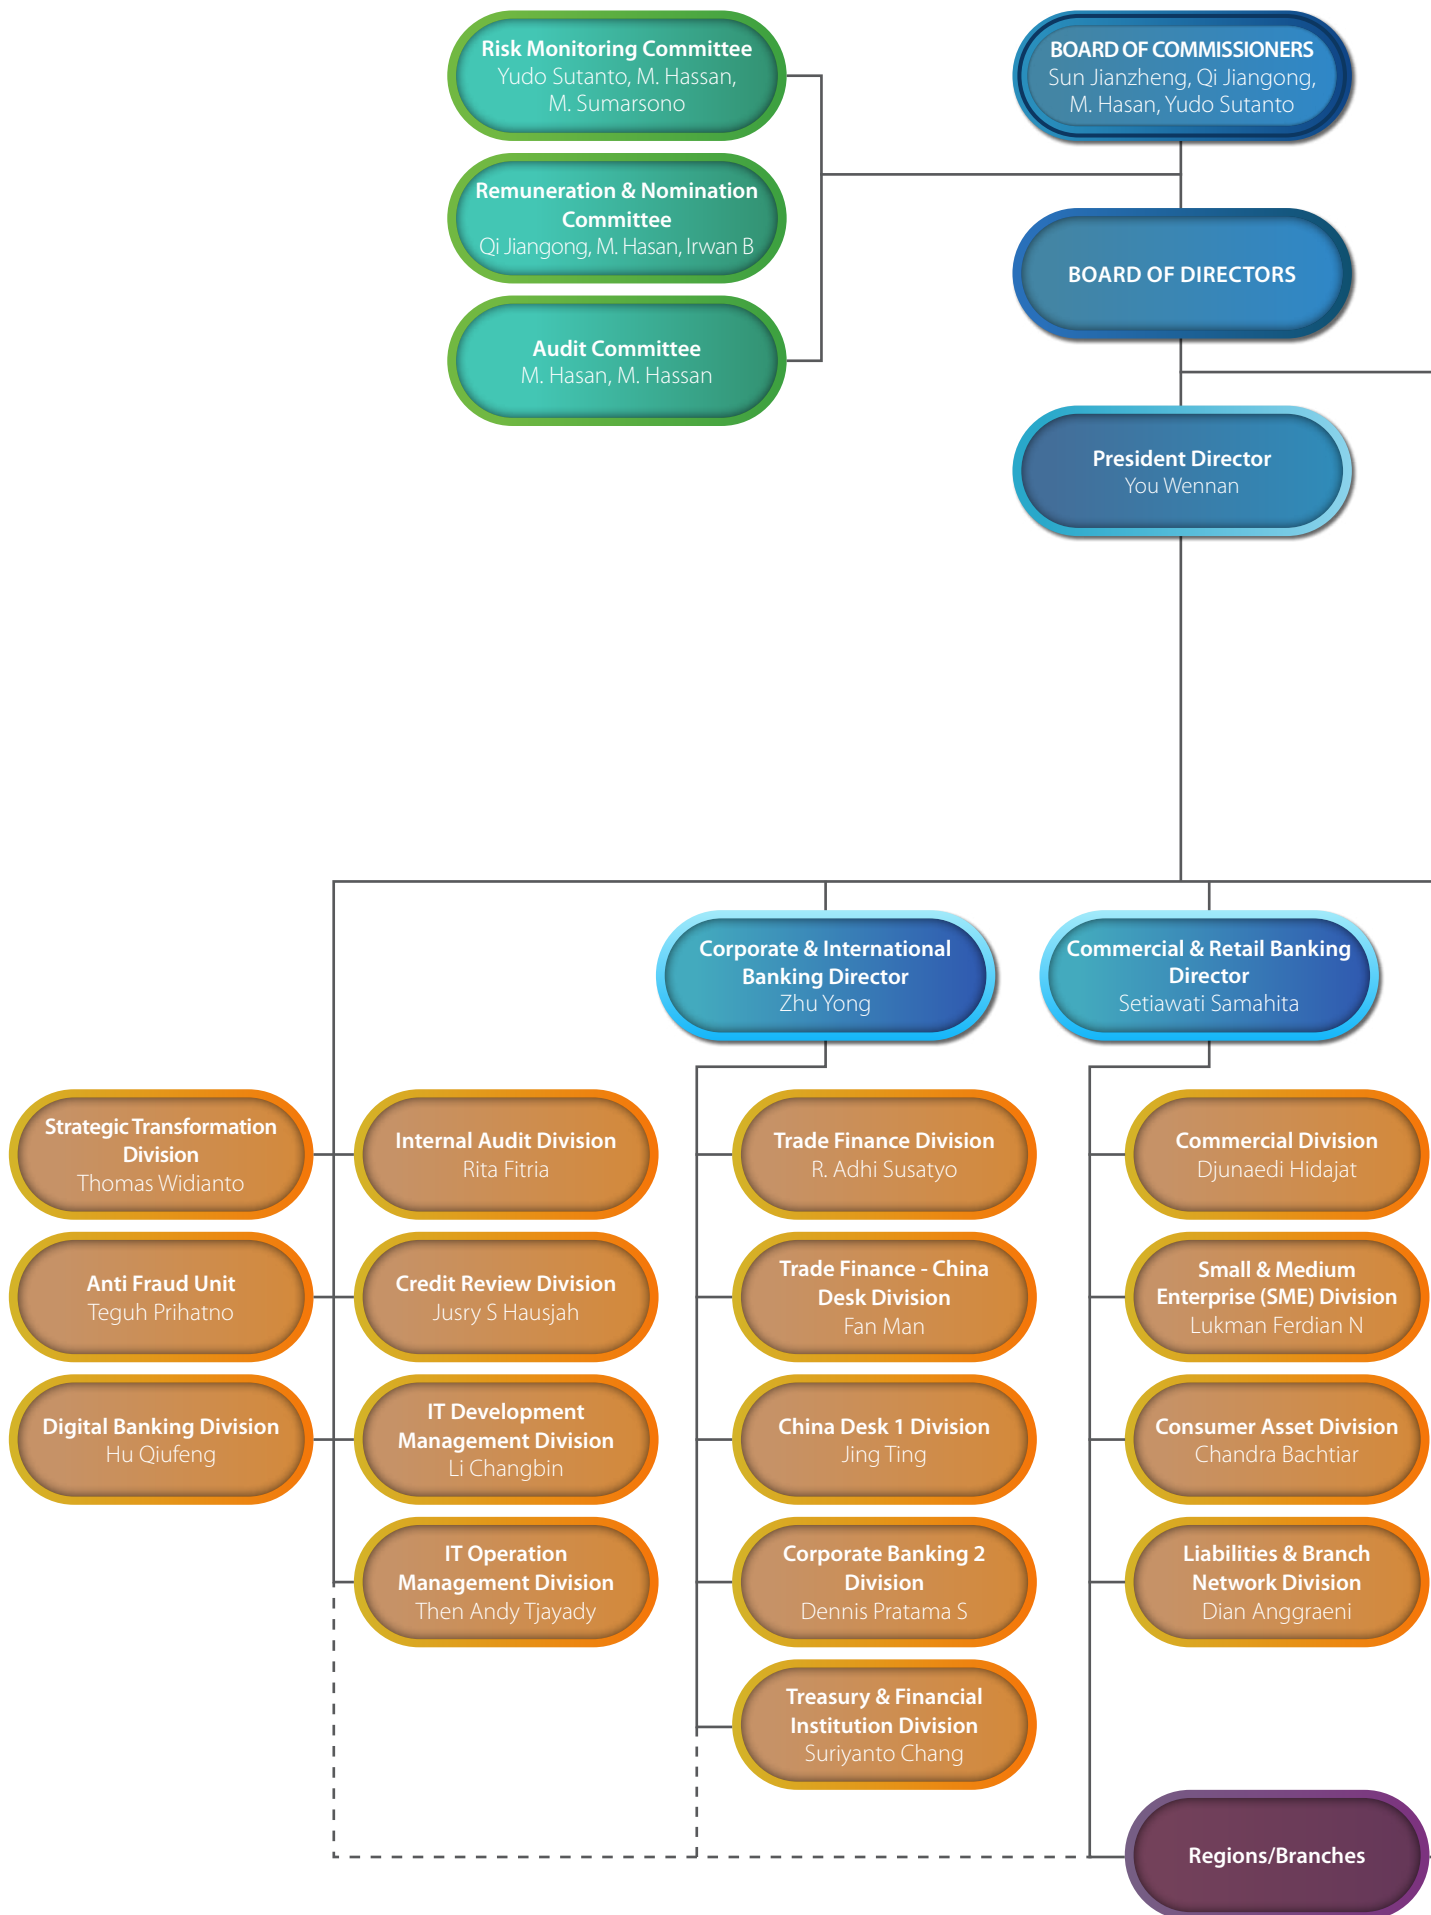 Risk Monitoring Committee
Yudo Sutanto, M. Hassan,
M. Sumarsono
BOARD OF COMMISSIONERS
Sun Jianzheng, Qi Jiangong,
M. Hasan, Yudo Sutanto
Remuneration & Nomination
Committee
Qi Jiangong, M. Hasan, Irwan B
BOARD OF DIRECTORS
Audit Committee
M. Hasan, M. Hassan
President Director
You Wennan
Corporate & International
Banking Director
Zhu Yong
Commercial & Retail Banking
Director
Setiawati Samahita
Strategic Transformation
Division
Thomas Widianto
Internal Audit Division
Rita Fitria
Trade Finance Division
R. Adhi Susatyo
Commercial Division
Djunaedi Hidajat
Anti Fraud Unit
Teguh Prihatno
Credit Review Division
Jusry S Hausjah
Trade Finance - China
Desk Division
Fan Man
Small & Medium
Enterprise (SME) Division
Lukman Ferdian N
Digital Banking Division
Hu Qiufeng
IT Development
Management Division
Li Changbin
China Desk 1 Division
Jing Ting
Consumer Asset Division
Chandra Bachtiar
IT Operation
Management Division
Then Andy Tjayady
Corporate Banking 2
Division
Dennis Pratama S
Liabilities & Branch
Network Division
Dian Anggraeni
Treasury & Financial
Institution Division
Suriyanto Chang
Regions/Branches